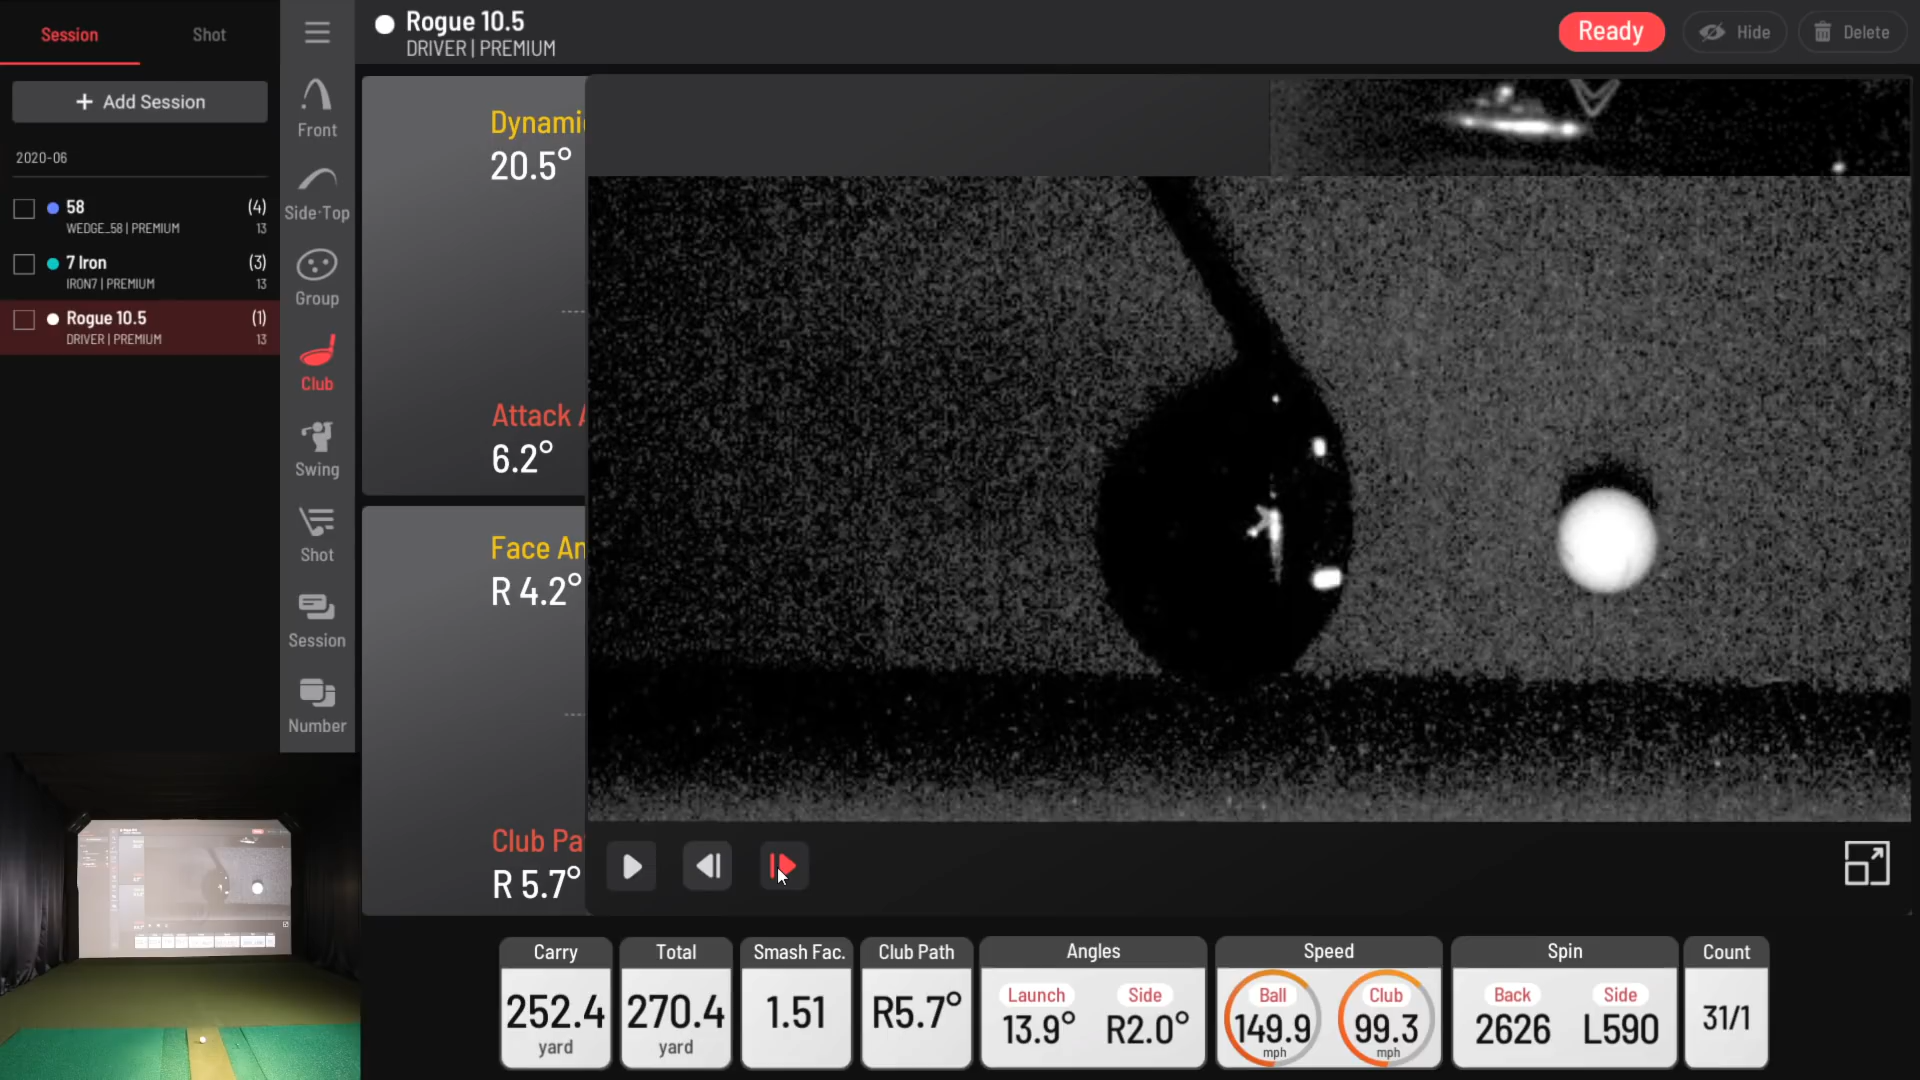 Session
Shot
+ Add Session
2020-06
58 (4)
WEDGE_58 | PREMIUM 13
7 Iron (3)
IRON7 | PREMIUM 13
Rogue 10.5 (1)
DRIVER | PREMIUM 13
Front
Side·Top
Group
Club
Swing
Shot
Session
Number
Rogue 10.5
DRIVER | PREMIUM
Ready
Hide
Delete
Dynami
20.5°
Attack A
6.2°
Face An
R 4.2°
Club Pa
R 5.7°
Carry
252.4
yard
Total
270.4
yard
Smash Fac.
1.51
Club Path
R5.7°
Angles
Launch Side
13.9° R2.0°
Speed
Ball Club
149.9 99.3
mph mph
Spin
Back Side
2626 L590
Count
31/1